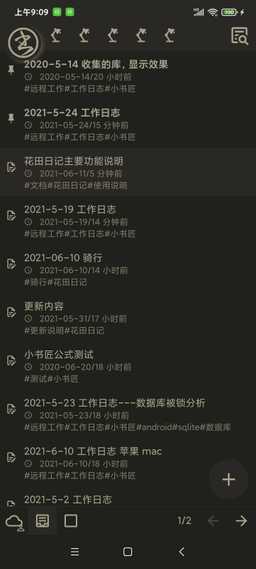 上午9:09
2020-5-14 收集的库, 显示效果
2020-05-14/20 小时前
#远程工作#工作日志#小书匠
2021-5-24 工作日志
2021-05-24/15 分钟前
#远程工作#工作日志#小书匠
花田日记主要功能说明
2021-06-11/5 分钟前
#文档#花田日记#使用说明
2021-5-19 工作日志
2021-05-19/14 分钟前
#远程工作#工作日志#小书匠
2021-06-10 骑行
2021-06-10/14 小时前
#骑行#花田日记
更新内容
2021-05-31/17 小时前
#更新说明#花田日记
小书匠公式测试
2020-06-20/18 小时前
#测试#小书匠
2021-5-23 工作日志---数据库被锁分析
2021-05-23/18 小时前
#远程工作#工作日志#小书匠#android#sqlite#数据库
2021-6-10 工作日志 苹果 mac
2021-06-10/18 小时前
#远程工作#工作日志#小书匠
2021-5-2 工作日志
1/2